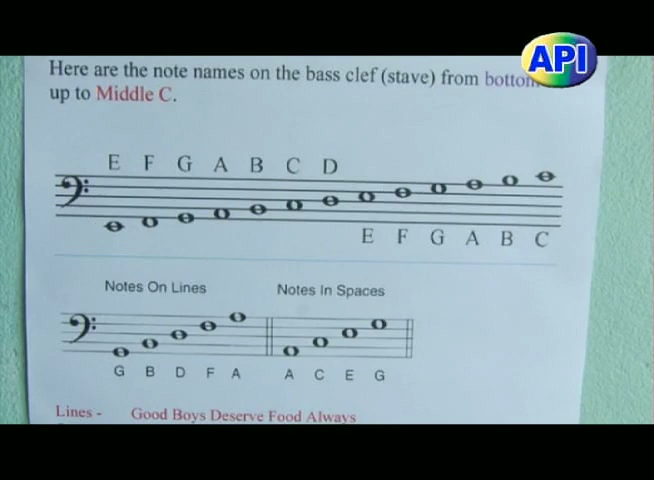 API
Here are the note names on the bass clef (stave) from bottom
up to Middle C.
E F G A B C D
E F G A B C
Notes On Lines Notes In Spaces
G B D F A A C E G
Lines - Good Boys Deserve Food Always